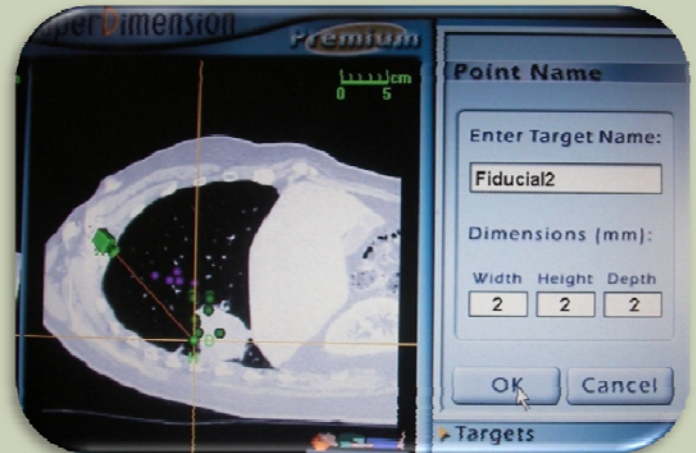 perDimension
Premium
cm
0 5
Point Name
Enter Target Name:
Fiducial2
Dimensions (mm):
Width Height Depth
2 2 2
OK Cancel
Targets